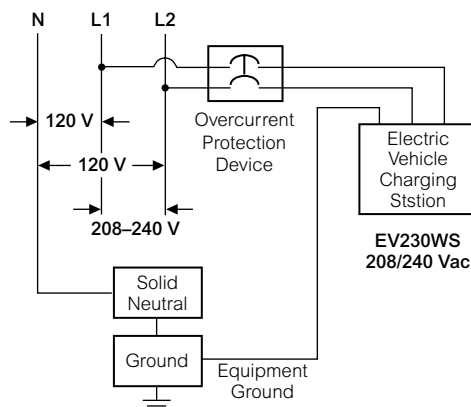 N L1 L2
120 V
120 V
208–240 V
Overcurrent
Protection
Device
Electric
Vehicle
Charging
Ststion
EV230WS
208/240 Vac
Solid
Neutral
Ground
Equipment
Ground